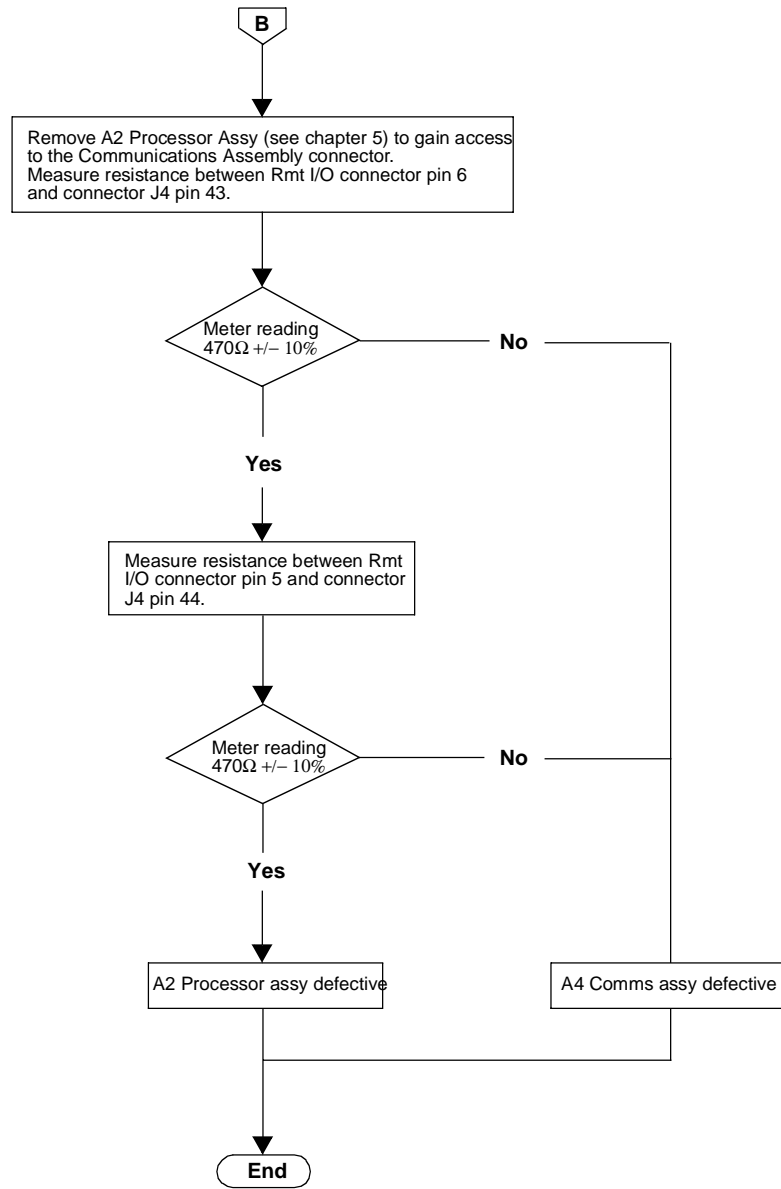 B
Remove A2 Processor Assy (see chapter 5) to gain access
to the Communications Assembly connector.
Measure resistance between Rmt I/O connector pin 6
and connector J4 pin 43.
Meter reading
470Ω +/− 10%
No
Yes
Measure resistance between Rmt
I/O connector pin 5 and connector
J4 pin 44.
Meter reading
470Ω +/− 10%
No
Yes
A2 Processor assy defective
A4 Comms assy defective
End